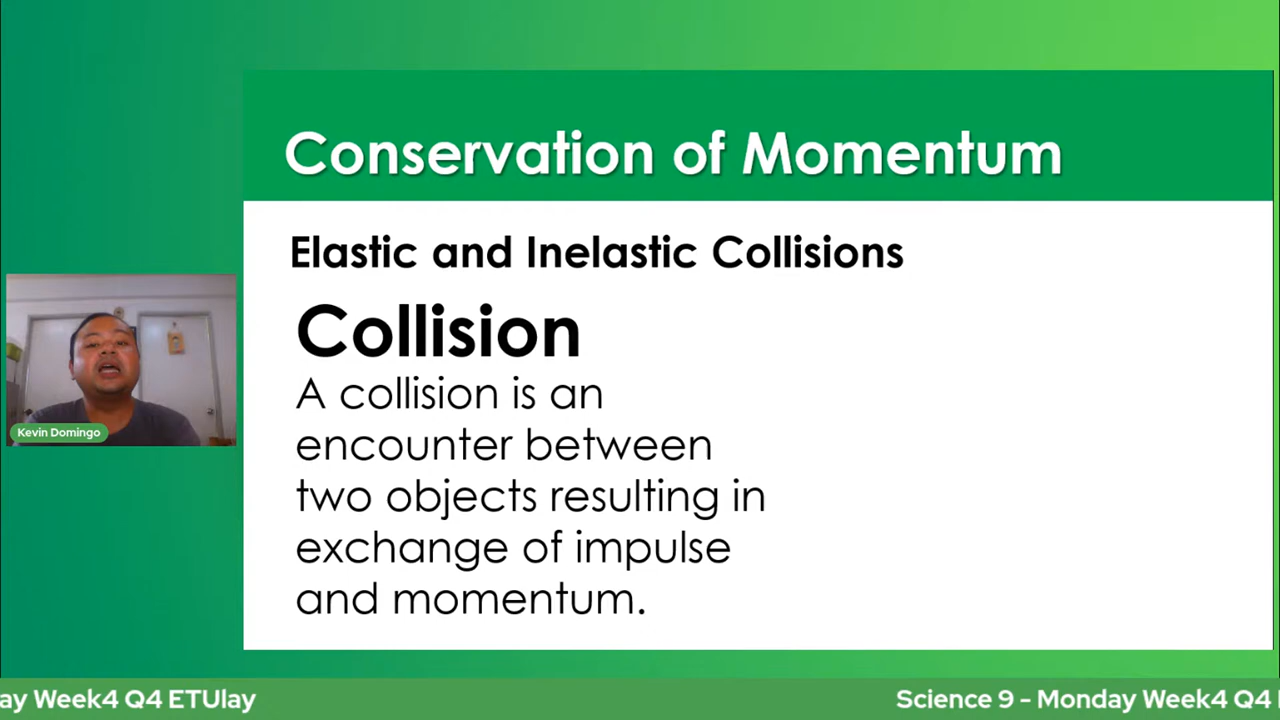 Conservation of Momentum
Elastic and Inelastic Collisions
Collision
A collision is an
encounter between
two objects resulting in
exchange of impulse
and momentum.
Kevin Domingo
ay Week4 Q4 ETUlay
Science 9 - Monday Week4 Q4